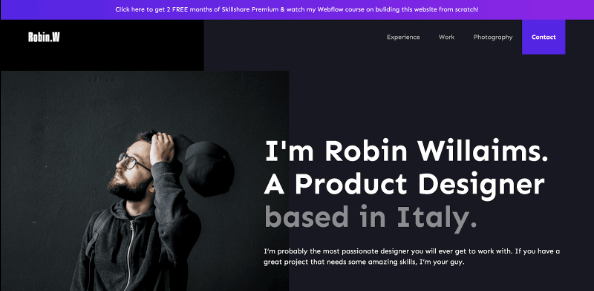 Click here to get 2 FREE months of Skillshare Premium & watch my Webflow course on building this website from scratch!
Robin.W
Experience
Work
Photography
Contact
I'm Robin Willaims.
A Product Designer
based in Italy.
I'm probably the most passionate designer you will ever get to work with. If you have a
great project that needs some amazing skills, I'm your guy.